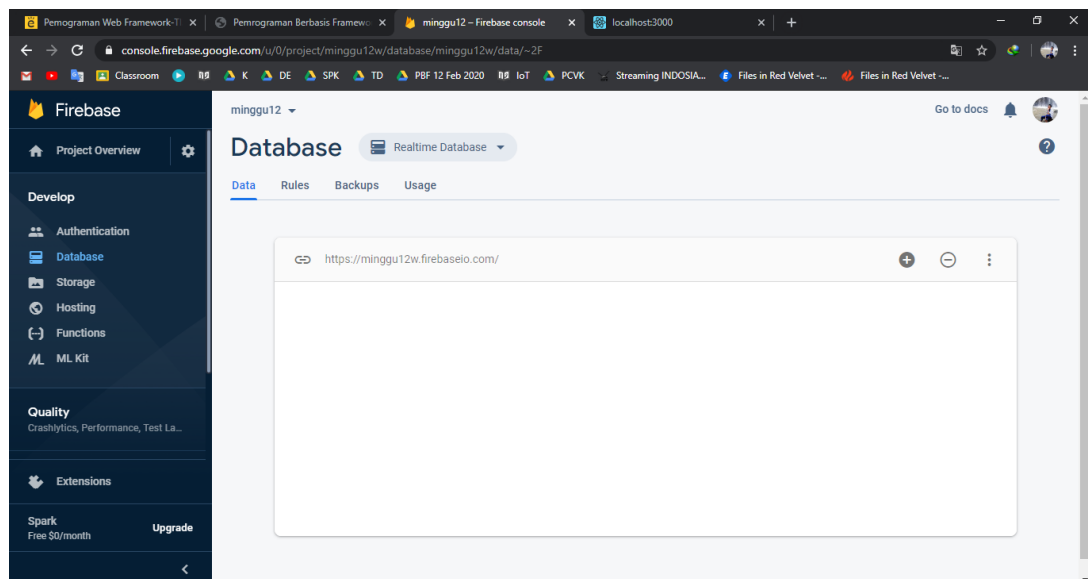 Pemograman Web Framework-TI
Pemrograman Berbasis Framewo
minggu12 – Firebase console
localhost:3000
console.firebase.google.com/u/0/project/minggu12w/database/minggu12w/data/~2F
Classroom
K
DE
SPK
TD
PBF 12 Feb 2020
IoT
PCVK
Streaming INDOSIA...
Files in Red Velvet -...
Files in Red Velvet -...
Firebase
minggu12
Go to docs
Project Overview
Database
Realtime Database
Data
Rules
Backups
Usage
Develop
Authentication
Database
Storage
Hosting
Functions
ML Kit
https://minggu12w.firebaseio.com/
Quality
Crashlytics, Performance, Test La...
Extensions
Spark
Free $0/month
Upgrade